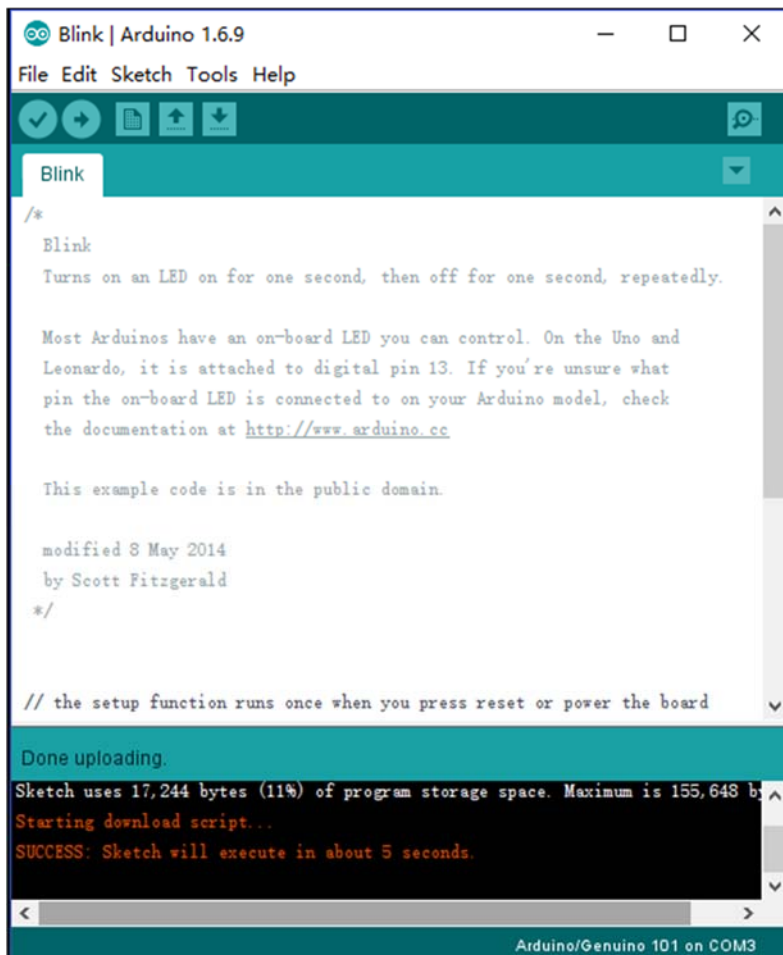 Blink | Arduino 1.6.9
File Edit Sketch Tools Help
Blink
/*
Blink
Turns on an LED on for one second, then off for one second, repeatedly.
Most Arduinos have an on-board LED you can control. On the Uno and
Leonardo, it is attached to digital pin 13. If you're unsure what
pin the on-board LED is connected to on your Arduino model, check
the documentation at http://www.arduino.cc
This example code is in the public domain.
modified 8 May 2014
by Scott Fitzgerald
*/
// the setup function runs once when you press reset or power the board
Done uploading.
Sketch uses 17,244 bytes (11%) of program storage space. Maximum is 155,648 by
Starting download script...
SUCCESS: Sketch will execute in about 5 seconds.
Arduino/Genuino 101 on COM3